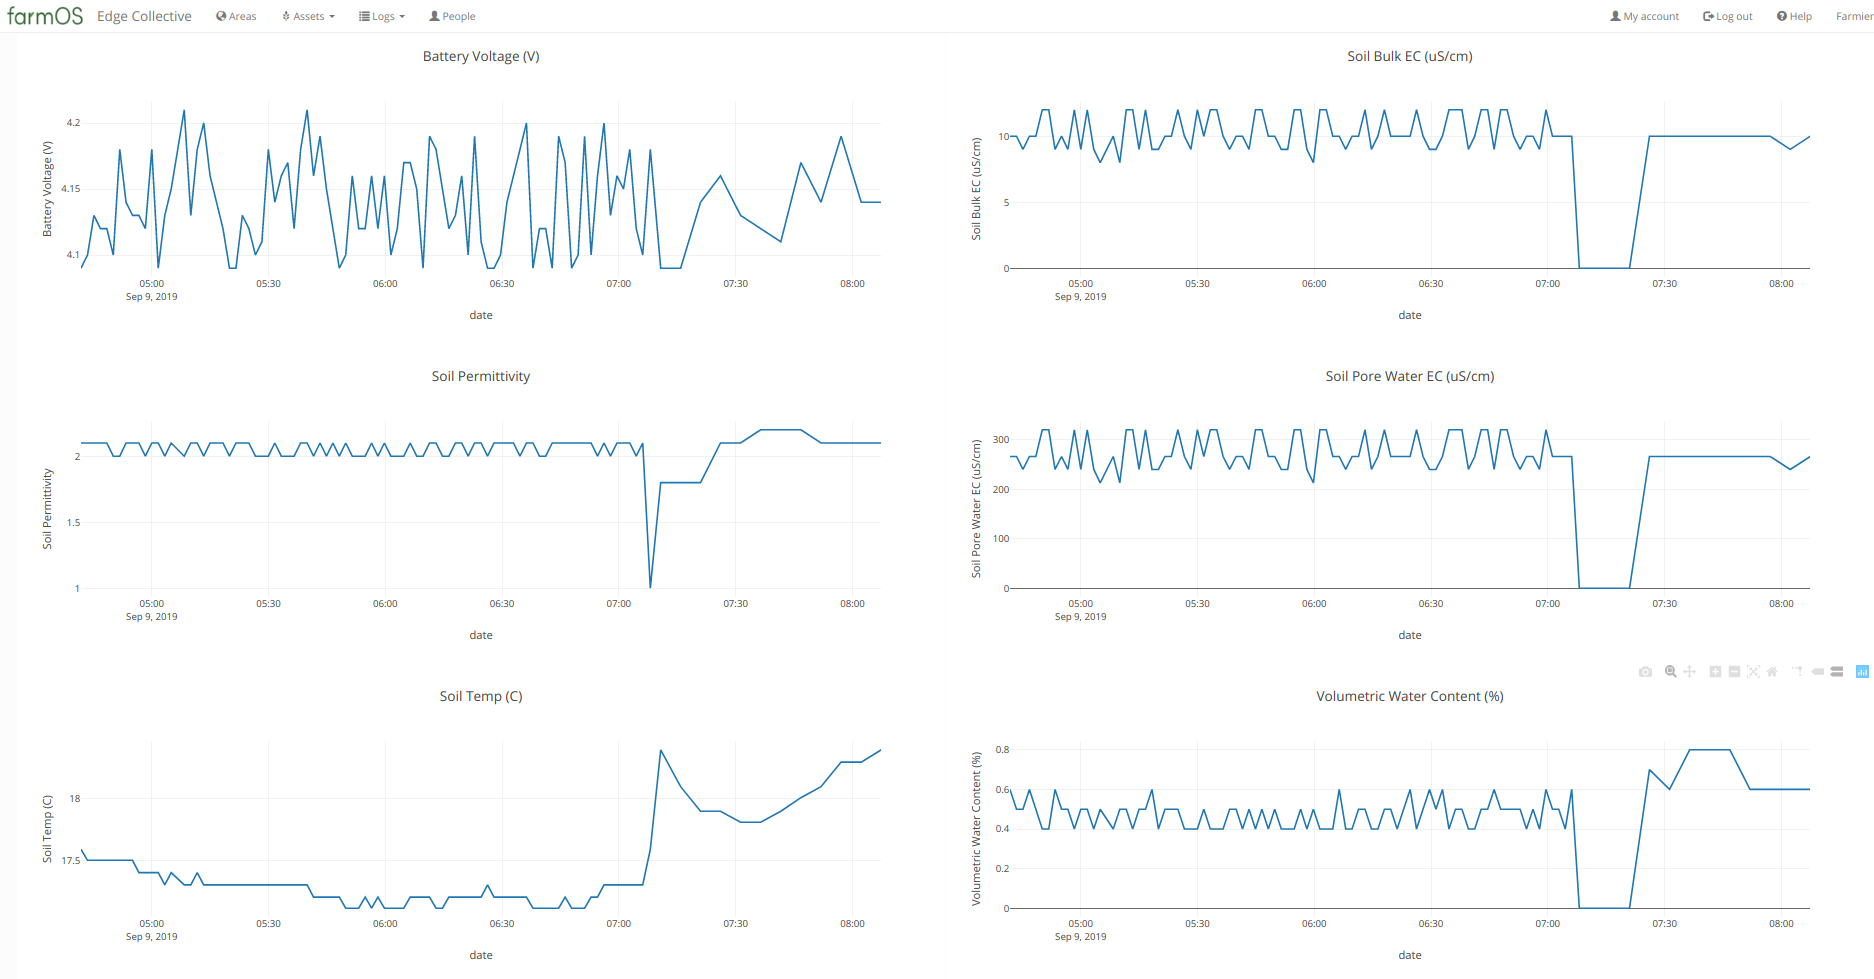 farmOS Edge Collective Areas Assets Logs People My account Log out Help Farmier
Battery Voltage (V)
Battery Voltage (V)
4.2
4.15
4.1
05:00 05:30 06:00 06:30 07:00 07:30 08:00
Sep 9, 2019
date
Soil Bulk EC (uS/cm)
Soil Bulk EC (uS/cm)
10
5
0
05:00 05:30 06:00 06:30 07:00 07:30 08:00
Sep 9, 2019
date
Soil Permittivity
Soil Permittivity
2
1.5
1
05:00 05:30 06:00 06:30 07:00 07:30 08:00
Sep 9, 2019
date
Soil Pore Water EC (uS/cm)
Soil Pore Water EC (uS/cm)
300
200
100
0
05:00 05:30 06:00 06:30 07:00 07:30 08:00
Sep 9, 2019
date
Soil Temp (C)
Soil Temp (C)
18
17.5
05:00 05:30 06:00 06:30 07:00 07:30 08:00
Sep 9, 2019
date
Volumetric Water Content (%)
Volumetric Water Content (%)
0.8
0.6
0.4
0.2
0
05:00 05:30 06:00 06:30 07:00 07:30 08:00
Sep 9, 2019
date